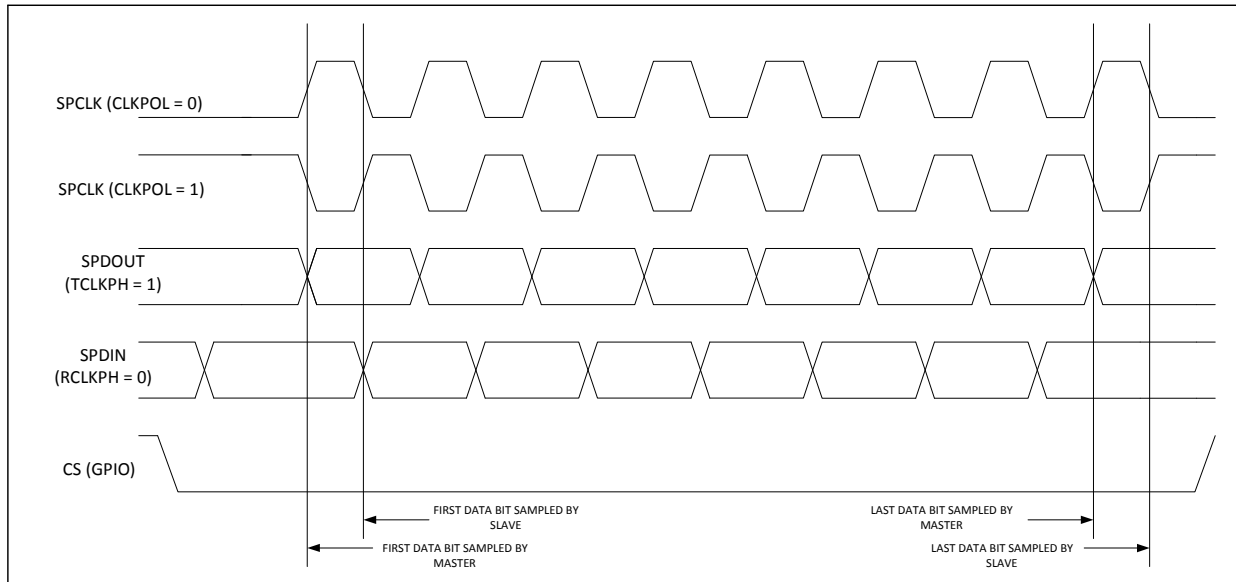 SPCLK (CLKPOL = 0)
SPCLK (CLKPOL = 1)
SPDOUT
(TCLKPH = 1)
SPDIN
(RCLKPH = 0)
CS (GPIO)
FIRST DATA BIT SAMPLED BY
SLAVE
LAST DATA BIT SAMPLED BY
MASTER
FIRST DATA BIT SAMPLED BY
MASTER
LAST DATA BIT SAMPLED BY
SLAVE